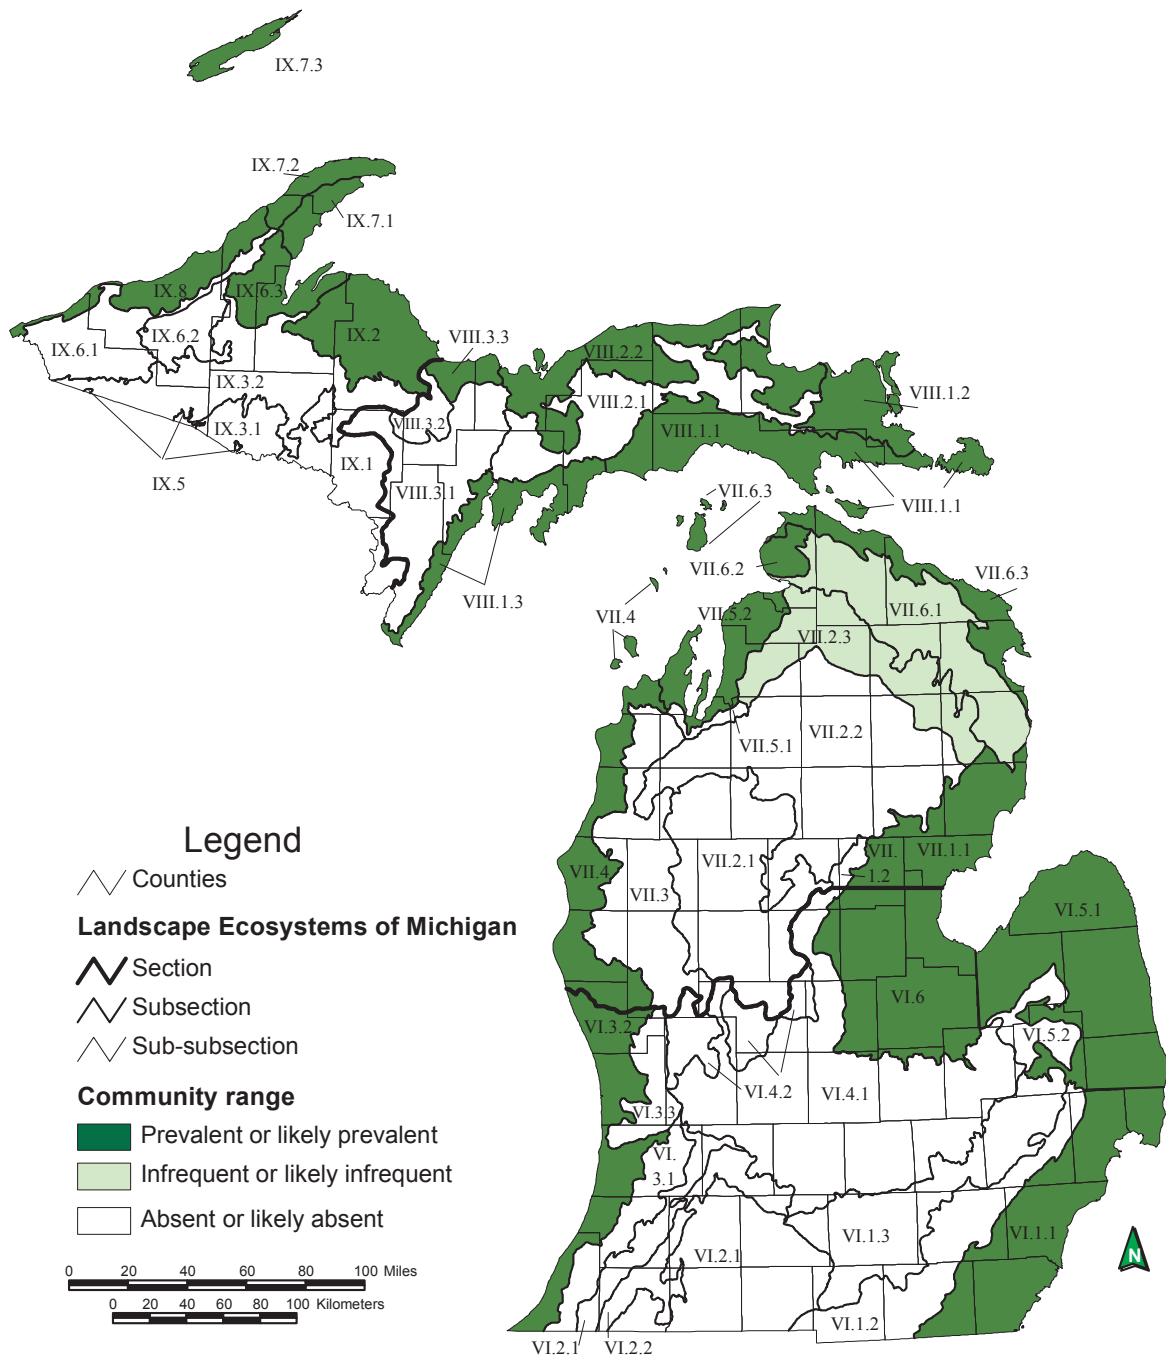 IX.7.3
IX.7.2
IX.7.1
IX.8
IX.6.3
IX.2
IX.6.2
IX.6.1
VIII.3.3
VIII.2.2
IX.3.2
VIII.2.1
VIII.1.2
IX.3.1
VIII.3.2
VIII.1.1
IX.1
IX.5
VIII.3.1
VII.6.3
VIII.1.1
VII.6.2
VIII.1.3
VII.6.3
VII.4
VII.5.2
VII.6.1
VII.2.3
VII.5.1
VII.2.2
VII.4
VII.3
VII.2.1
VII.
1.2
VII.1.1
VI.5.1
VI.6
VI.3.2
VI.5.2
VI.4.2
VI.4.1
VI.3.3
VI.
3.1
VI.2.1
VI.1.3
VI.1.1
VI.1.2
VI.2.1
VI.2.2
Legend
Counties
Landscape Ecosystems of Michigan
Section
Subsection
Sub-subsection
Community range
Prevalent or likely prevalent
Infrequent or likely infrequent
Absent or likely absent
0 20 40 60 80 100 Miles
0 20 40 60 80 100 Kilometers
N